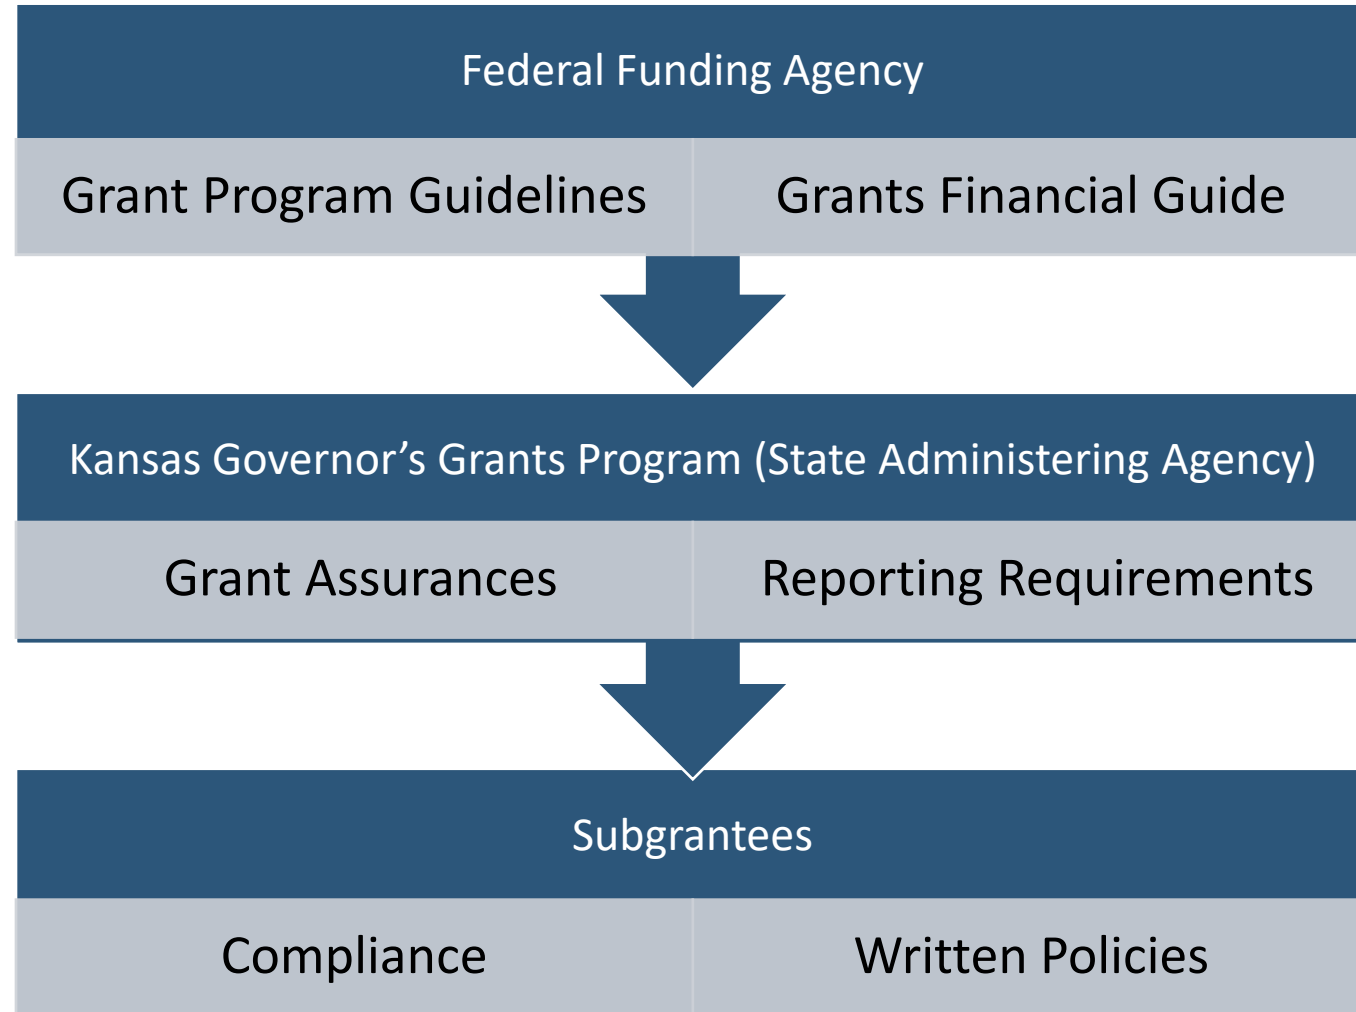 Federal Funding Agency
Grant Program Guidelines
Grants Financial Guide
Kansas Governor’s Grants Program (State Administering Agency)
Grant Assurances
Reporting Requirements
Subgrantees
Compliance
Written Policies